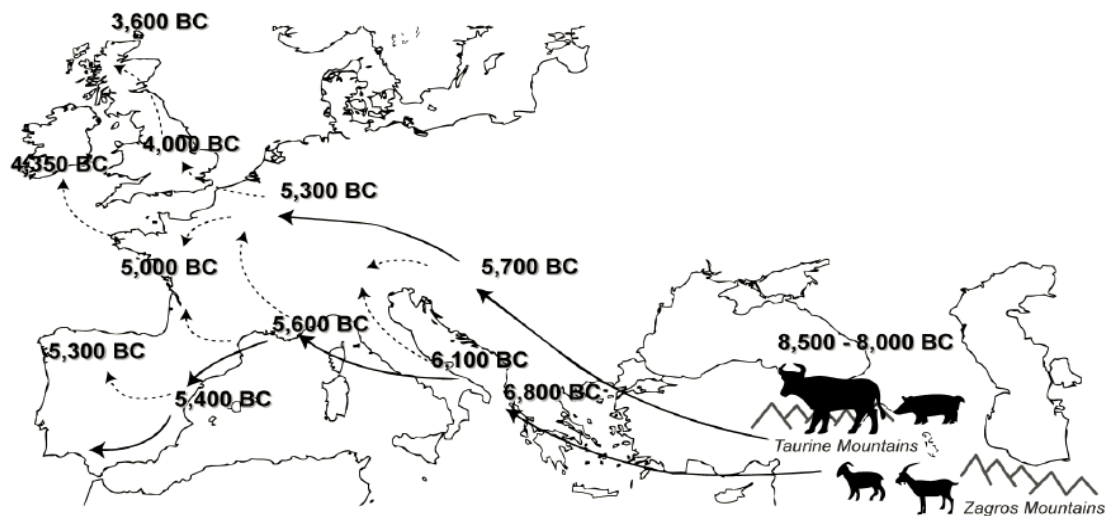 3,600 BC
4,000 BC
4,350 BC
5,300 BC
5,000 BC
5,700 BC
5,600 BC
8,500 - 8,000 BC
5,300 BC
6,100 BC
5,400 BC
6,800 BC
Taurine Mountains
Zagros Mountains